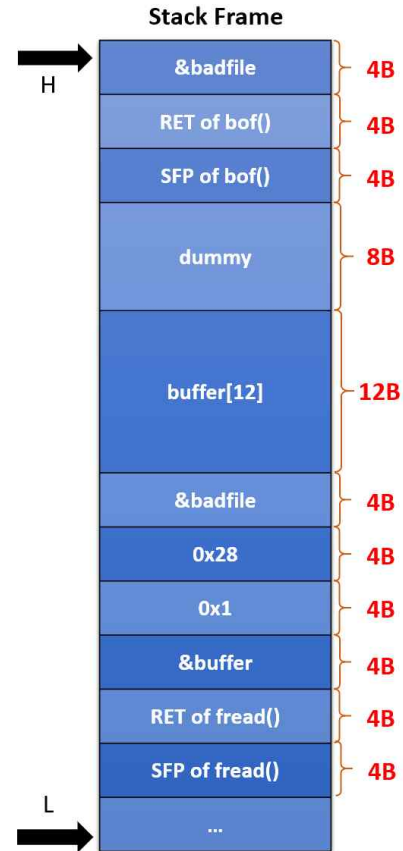 Stack Frame
H
&badfile
4B
RET of bof()
4B
SFP of bof()
4B
dummy
8B
buffer[12]
12B
&badfile
4B
0x28
4B
0x1
4B
&buffer
4B
RET of fread()
4B
SFP of fread()
4B
L
...